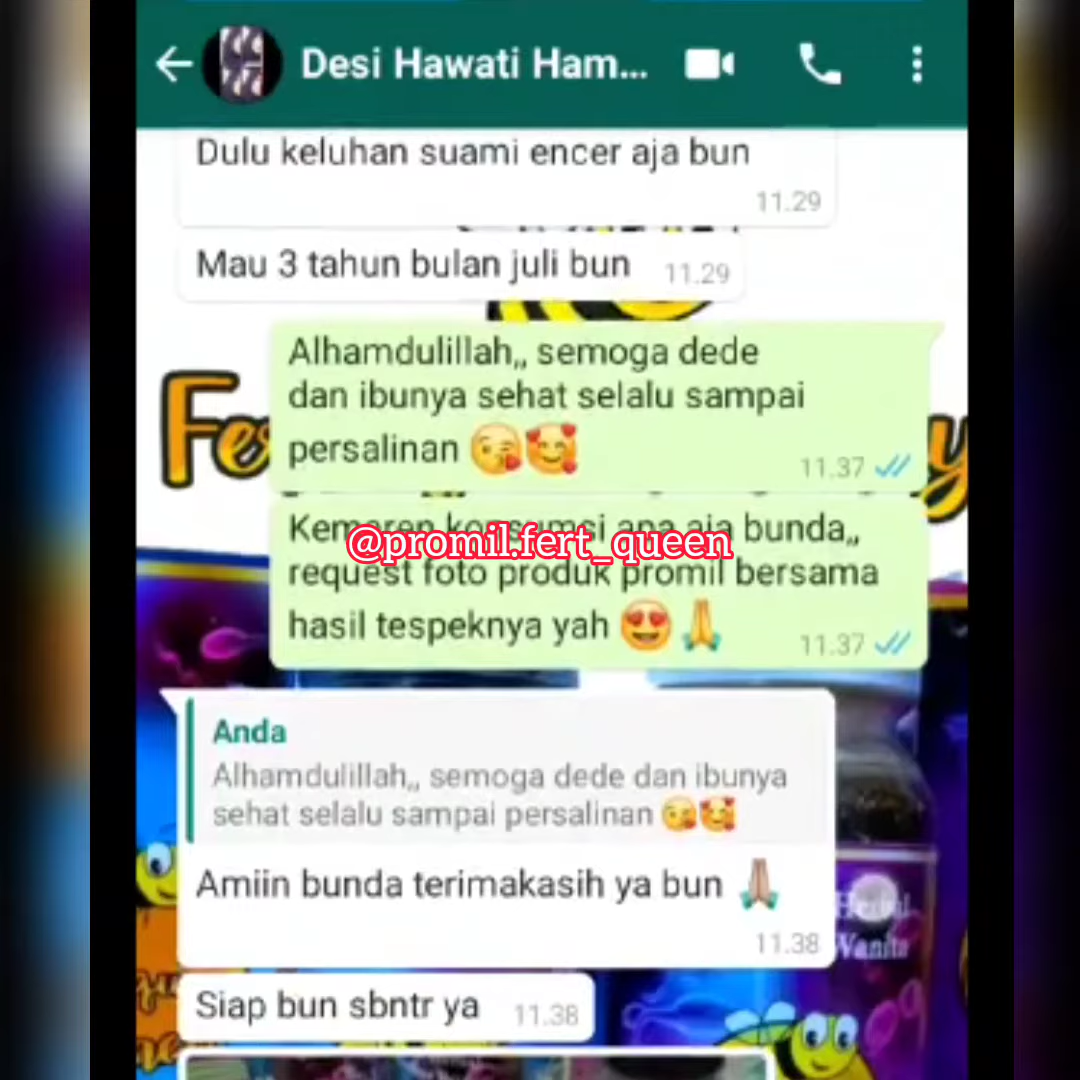 Desi Hawati Ham...
Dulu keluhan suami encer aja bun
11.29
Mau 3 tahun bulan juli bun 11.29
Alhamdulillah,, semoga dede
dan ibunya sehat selalu sampai
persalinan 😘🥰
11.37
Kemaren konsumsi apa aja bunda,,
@promil.fert_queen
request foto produk promil bersama
hasil tespeknya yah 😍🙏
11.37
Anda
Alhamdulillah,, semoga dede dan ibunya
sehat selalu sampai persalinan 😘🥰
Amiin bunda terimakasih ya bun 🙏🏼
11.38
Herbal
Wanita
Siap bun sbntr ya 11.38